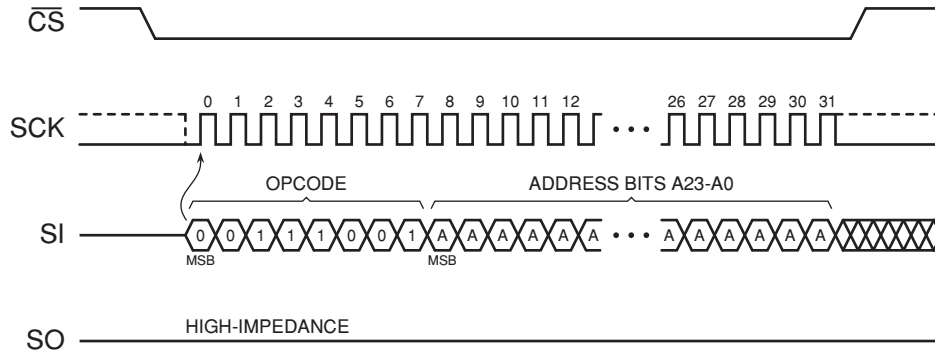 CS
0 1 2 3 4 5 6 7 8 9 10 11 12 26 27 28 29 30 31
SCK
OPCODE ADDRESS BITS A23-A0
SI 0 0 1 1 1 0 0 1 A A A A A A A A A A A A
MSB MSB
HIGH-IMPEDANCE
SO